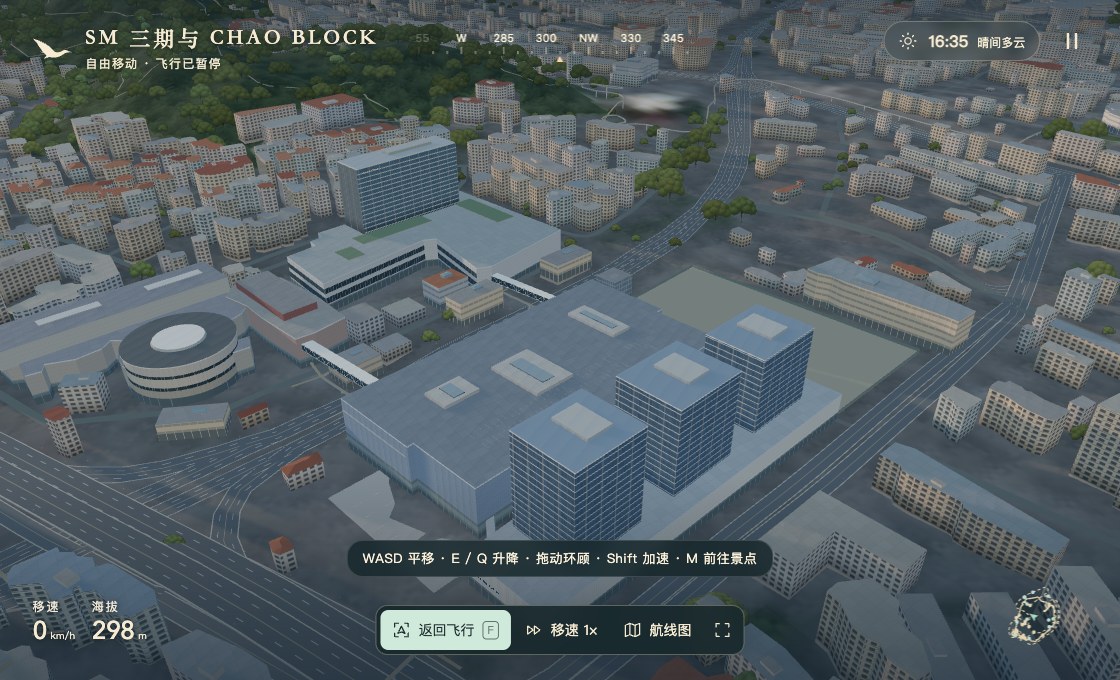 SM 三期与 CHAO BLOCK
自由移动 · 飞行已暂停
55 W 285 300 NW 330 345
16:35 晴间多云
WASD 平移 · E / Q 升降 · 拖动环顾 · Shift 加速 · M 前往景点
移速 海拔
0 km/h 298 m
返回飞行 F 移速 1x 航线图